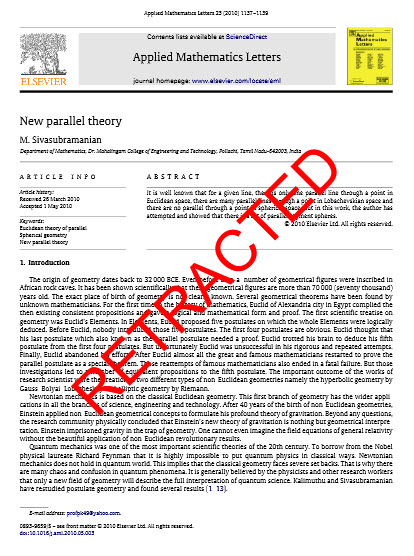 Applied Mathematics Letters 23 (2010) 1137–1139
Contents lists available at ScienceDirect
Applied Mathematics Letters
journal homepage: www.elsevier.com/locate/aml
ELSEVIER
Applied
Mathematics
Letters
New parallel theory
M. Sivasubramanian
Department of Mathematics, Dr. Mahalingam College of Engineering and Technology, Pollachi, Tamil Nadu-642003, India
ARTICLE INFO
Article history:
Received 26 March 2010
Accepted 1 May 2010
Keywords:
Euclidean theory of parallel
Spherical geometry
New parallel theory
ABSTRACT
It is well known that for a given line, there is only one parallel line through a point in
Euclidean space, there are many parallel lines through a point in Lobachevskian space and
there are no parallel through a point in spherical space. In this work, the author has
attempted and showed that there is a set of parallel in spherical spheres.
© 2010 Elsevier Ltd. All rights reserved.
RETRACTED
1. Introduction
The origin of geometry dates back to 32 000 BCE. Even before a number of geometrical figures were inscribed in
African rock caves. It has been shown scientifically that these geometrical figures are more than 70 000 (seventy thousand)
years old. The exact place of birth of geometry is not clearly known. Several geometrical theories have been found by
unknown mathematicians. For the first time in the history of mathematics, Euclid of Alexandria city in Egypt compiled the
then existing consistent propositions and gave logical and mathematical form and proof. The first scientific treatise on
geometry was Euclid's Elements. In Elements, Euclid proposed five postulates on which the whole Elements were logically
deduced. Before Euclid, nobody introduced those five postulates. The first four postulates are obvious. Euclid thought that
his last postulate which also known as the parallel postulate needed a proof. Euclid trotted his brain to deduce his fifth
postulate from the first four postulates. But unfortunately Euclid was unsuccessful in his rigorous and repeated attempts.
Finally, Euclid abandoned the effort. After Euclid almost all the great and famous mathematicians restarted to prove the
parallel postulate as a special theorem. These reattempts of famous mathematicians also ended in a fatal failure. But those
investigations led to a number of equivalent propositions to the fifth postulate. The important outcome of the works of
research scientists were the creation of two different types of non-Euclidean geometries namely the hyperbolic geometry by
Gauss–Bolyai–Lobachevsky and elliptic geometry by Riemann.
Newtonian mechanics is based on the classical Euclidean geometry. This first branch of geometry has the wider appli-
cations in all the branches of science, engineering and technology. After 40 years of the birth of non-Euclidean geometries,
Einstein applied non-Euclidean geometrical concepts to formulate his profound theory of gravitation. Beyond any questions,
the research community physically concluded that Einstein's new theory of gravitation is nothing but geometrical interpre-
tation. Einstein imprisoned gravity in the trap of geometry. One cannot even imagine the field equations of general relativity
without the beautiful application of non-Euclidean revolutionary results.
Quantum mechanics was one of the most important scientific theories of the 20th century. To borrow from the Nobel
physical laureate Richard Feynman that it is highly impossible to put quantum physics in classical ways. Newtonian
mechanics does not hold in quantum world. This implies that the classical geometry faces severe set backs. That is why there
are many chaos and confusion in quantum phenomena. It is generally believed by the physicists and other research workers
that only a new field of geometry will describe the full interpretation of quantum science. Kalimuthu and Sivasubramanian
have restudied postulate geometry and found several results [1–13].
E-mail address: profpk49@yahoo.com.
0893-9659/$ – see front matter © 2010 Elsevier Ltd. All rights reserved.
doi:10.1016/j.aml.2010.05.003